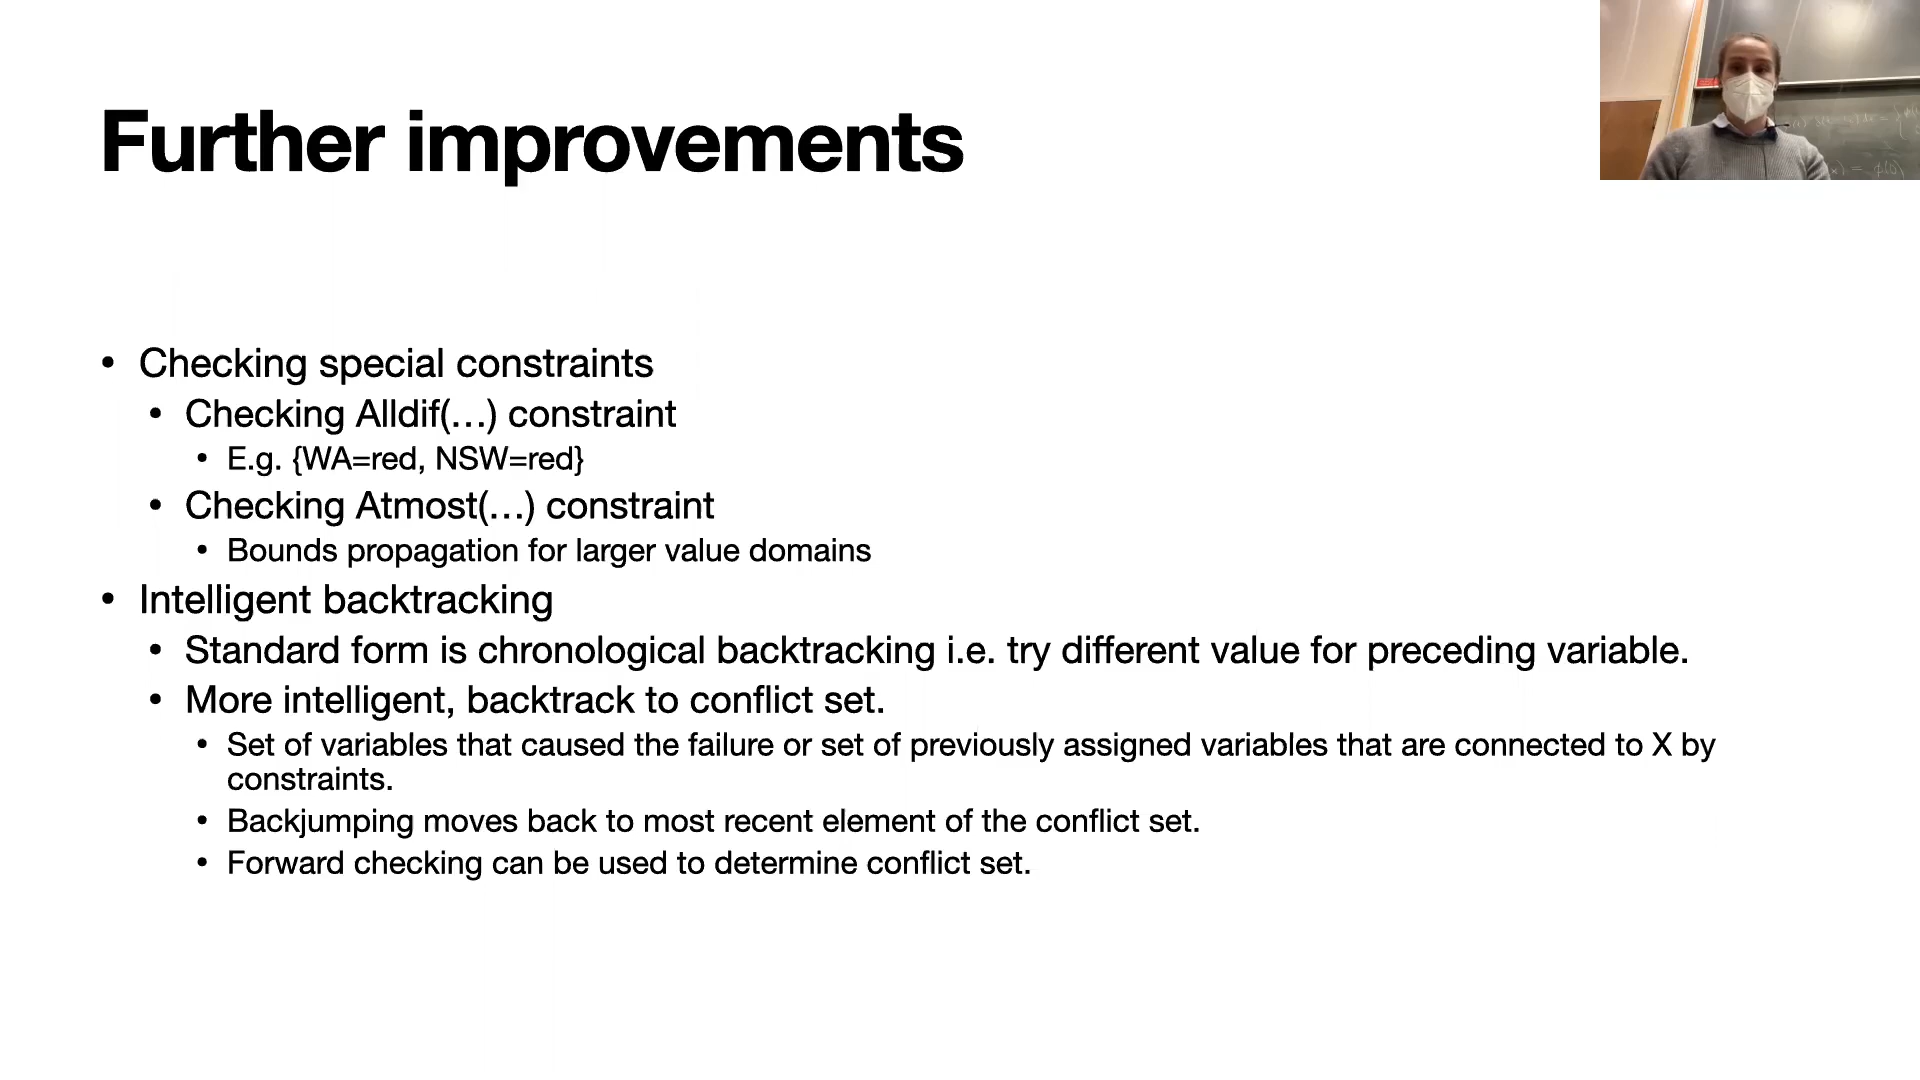 Further improvements
• Checking special constraints
• Checking Alldif(…) constraint
• E.g. {WA=red, NSW=red}
• Checking Atmost(…) constraint
• Bounds propagation for larger value domains
• Intelligent backtracking
• Standard form is chronological backtracking i.e. try different value for preceding variable.
• More intelligent, backtrack to conflict set.
• Set of variables that caused the failure or set of previously assigned variables that are connected to X by
constraints.
• Backjumping moves back to most recent element of the conflict set.
• Forward checking can be used to determine conflict set.